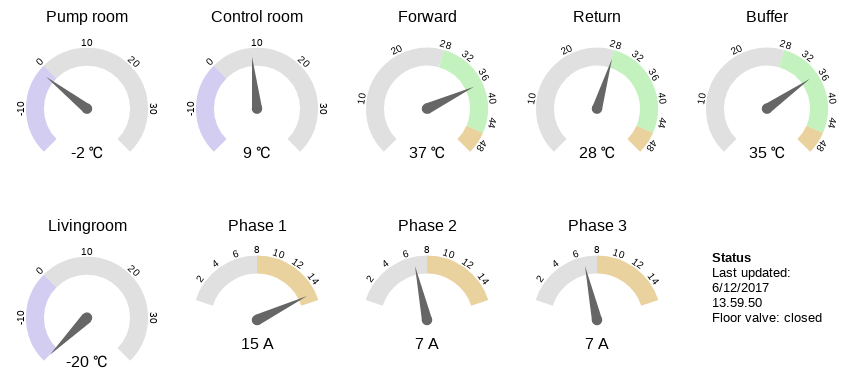 Pump room
-10 0 10 20 30
-2 ℃
Control room
-10 0 10 20 30
9 ℃
Forward
10 20 28 32 36 40 44 48
37 ℃
Return
10 20 28 32 36 40 44 48
28 ℃
Buffer
10 20 28 32 36 40 44 48
35 ℃
Livingroom
-10 0 10 20 30
-20 ℃
Phase 1
2 4 6 8 10 12 14
15 A
Phase 2
2 4 6 8 10 12 14
7 A
Phase 3
2 4 6 8 10 12 14
7 A
Status
Last updated:
6/12/2017
13.59.50
Floor valve: closed